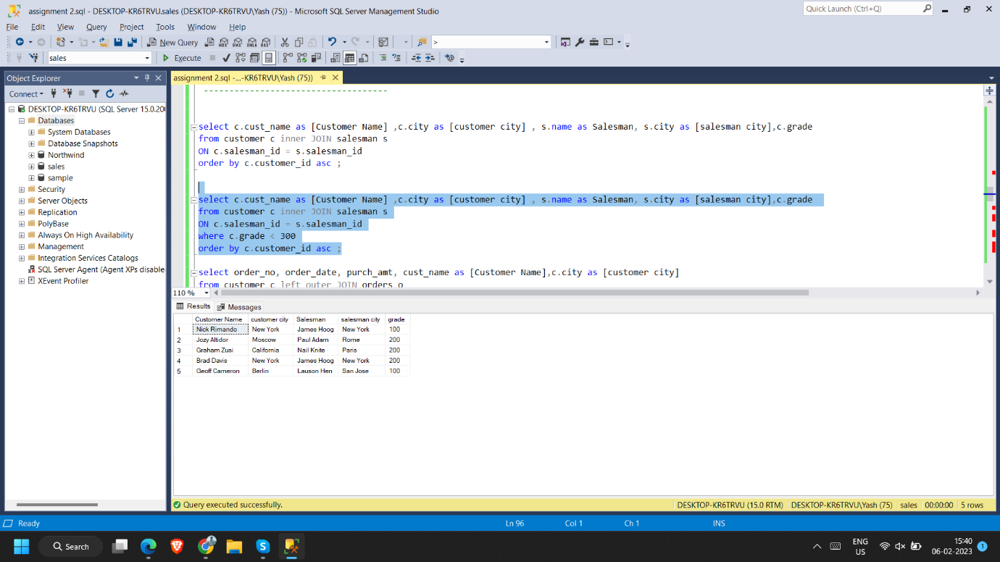 assignment 2.sql - DESKTOP-KR6TRVU.sales (DESKTOP-KR6TRVU\Yash (75)) - Microsoft SQL Server Management Studio
Quick Launch (Ctrl+Q)
File Edit View Query Project Tools Window Help
New Query
>
sales
Execute
Object Explorer
assignment 2.sql -...-KR6TRVU\Yash (75))
Connect
DESKTOP-KR6TRVU (SQL Server 15.0.200
Databases
System Databases
Database Snapshots
Northwind
sales
sample
Security
Server Objects
Replication
PolyBase
Always On High Availability
Management
Integration Services Catalogs
SQL Server Agent (Agent XPs disable
XEvent Profiler
------------------------------------
select c.cust_name as [Customer Name] ,c.city as [customer city] , s.name as Salesman, s.city as [salesman city],c.grade
from customer c inner JOIN salesman s
ON c.salesman_id = s.salesman_id
order by c.customer_id asc ;
select c.cust_name as [Customer Name] ,c.city as [customer city] , s.name as Salesman, s.city as [salesman city],c.grade
from customer c inner JOIN salesman s
ON c.salesman_id = s.salesman_id
where c.grade < 300
order by c.customer_id asc ;
select order_no, order_date, purch_amt, cust_name as [Customer Name],c.city as [customer city]
from customer c left outer JOIN orders o
110 %
Results Messages
Customer Name customer city Salesman salesman city grade
1 Nick Rimando New York James Hoog New York 100
2 Jozy Altidor Moscow Paul Adam Rome 200
3 Graham Zusi California Nail Knite Paris 200
4 Brad Davis New York James Hoog New York 200
5 Geoff Cameron Berlin Lauson Hen San Jose 100
Query executed successfully.
DESKTOP-KR6TRVU (15.0 RTM) DESKTOP-KR6TRVU\Yash (75) sales 00:00:00 5 rows
Ready Ln 96 Col 1 Ch 1 INS
Search
ENG
US
15:40
06-02-2023
1